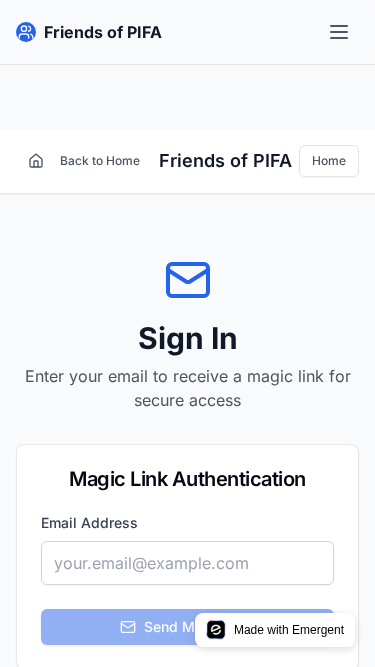 Friends of PIFA
Back to Home
Friends of PIFA
Home
Sign In
Enter your email to receive a magic link for
secure access
Magic Link Authentication
Email Address
your.email@example.com
Send M
Made with Emergent